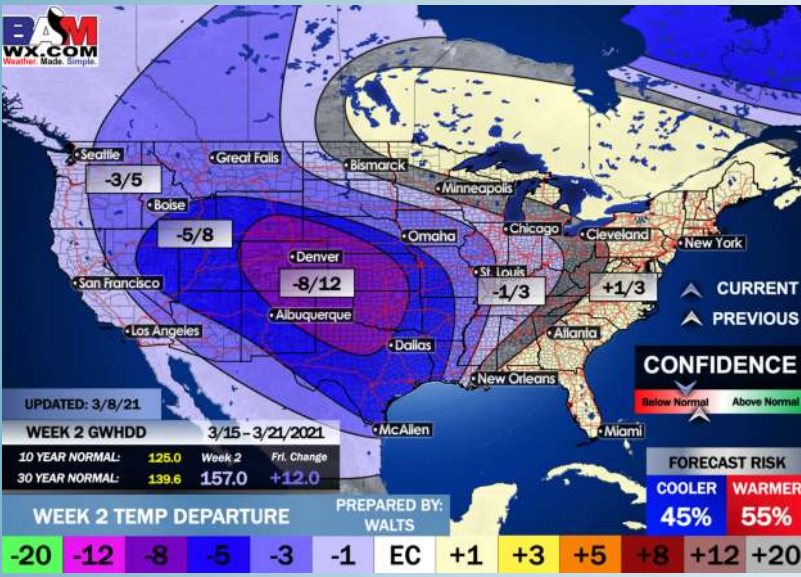 BAM
WX.COM
Weather. Made. Simple.
Seattle
Great Falls
Bismarck
-3/5
Minneapolis
Boise
-5/8
Omaha
Chicago
Cleveland
New York
Denver
St. Louis
San Francisco
-8/12
-1/3
+1/3
CURRENT
Albuquerque
PREVIOUS
Los Angeles
Atlanta
Dallas
CONFIDENCE
New Orleans
Below Normal Above Normal
UPDATED: 3/8/21
McAllen
Miami
WEEK 2 GWHDD 3/15 – 3/21/2021
10 YEAR NORMAL: 125.0 Week 2 Fri. Change
30 YEAR NORMAL: 139.6 157.0 +12.0
FORECAST RISK
COOLER WARMER
45% 55%
WEEK 2 TEMP DEPARTURE
PREPARED BY:
WALTS
-20 -12 -8 -5 -3 -1 EC +1 +3 +5 +8 +12 +20